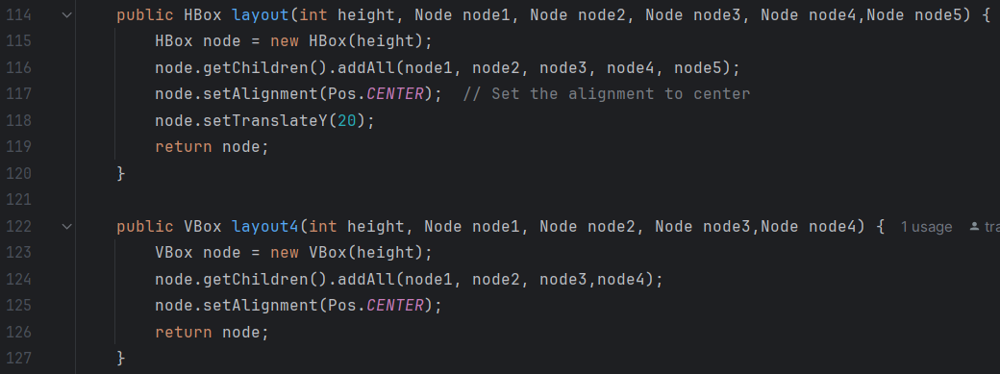 114 public HBox layout(int height, Node node1, Node node2, Node node3, Node node4,Node node5) {
115 HBox node = new HBox(height);
116 node.getChildren().addAll(node1, node2, node3, node4, node5);
117 node.setAlignment(Pos.CENTER);  // Set the alignment to center
118 node.setTranslateY(20);
119 return node;
120 }
121
122 public VBox layout4(int height, Node node1, Node node2, Node node3,Node node4) { 1 usage tra
123 VBox node = new VBox(height);
124 node.getChildren().addAll(node1, node2, node3,node4);
125 node.setAlignment(Pos.CENTER);
126 return node;
127 }